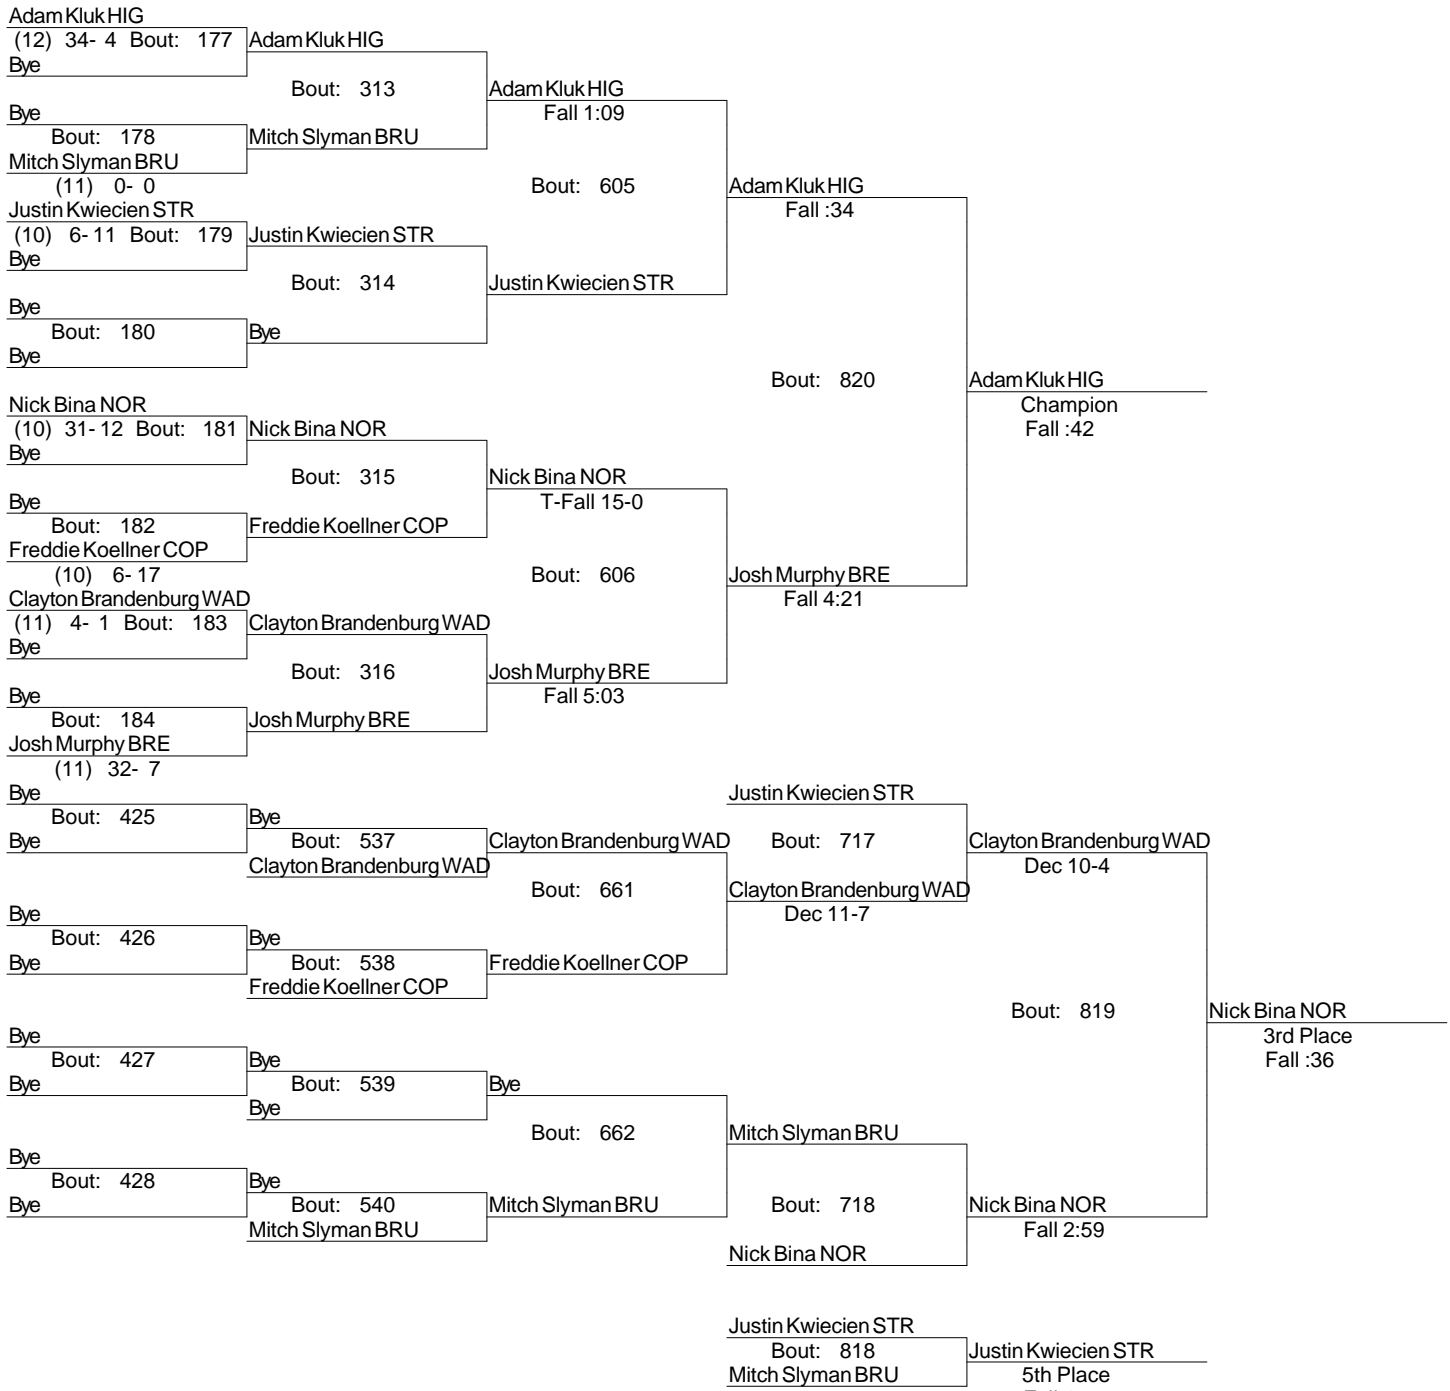 Adam Kluk HIG
(12) 34- 4 Bout: 177 Adam Kluk HIG
Bye
Bout: 313 Adam Kluk HIG
Bye Fall 1:09
Bout: 178 Mitch Slyman BRU
Mitch Slyman BRU
(11) 0- 0 Bout: 605 Adam Kluk HIG
Justin Kwiecien STR Fall :34
(10) 6- 11 Bout: 179 Justin Kwiecien STR
Bye
Bout: 314 Justin Kwiecien STR
Bye
Bout: 180 Bye
Bye
Bout: 820 Adam Kluk HIG
Nick Bina NOR Champion
(10) 31- 12 Bout: 181 Nick Bina NOR Fall :42
Bye
Bout: 315 Nick Bina NOR
Bye T-Fall 15-0
Bout: 182 Freddie Koellner COP
Freddie Koellner COP
(10) 6- 17 Bout: 606 Josh Murphy BRE
Clayton Brandenburg WAD Fall 4:21
(11) 4- 1 Bout: 183 Clayton Brandenburg WAD
Bye
Bout: 316 Josh Murphy BRE
Bye Fall 5:03
Bout: 184 Josh Murphy BRE
Josh Murphy BRE
(11) 32- 7
Bye Justin Kwiecien STR
Bout: 425 Bye
Bye Bout: 537 Clayton Brandenburg WAD Bout: 717 Clayton Brandenburg WAD
Clayton Brandenburg WAD Dec 10-4
Bout: 661 Clayton Brandenburg WAD
Bye Dec 11-7
Bout: 426 Bye
Bye Bout: 538 Freddie Koellner COP
Freddie Koellner COP
Bout: 819 Nick Bina NOR
Bye 3rd Place
Bout: 427 Bye Fall :36
Bye Bout: 539 Bye
Bye
Bout: 662 Mitch Slyman BRU
Bye
Bout: 428 Bye
Bye Bout: 540 Mitch Slyman BRU Bout: 718 Nick Bina NOR
Mitch Slyman BRU Fall 2:59
Nick Bina NOR
Justin Kwiecien STR
Bout: 818 Justin Kwiecien STR
Mitch Slyman BRU 5th Place